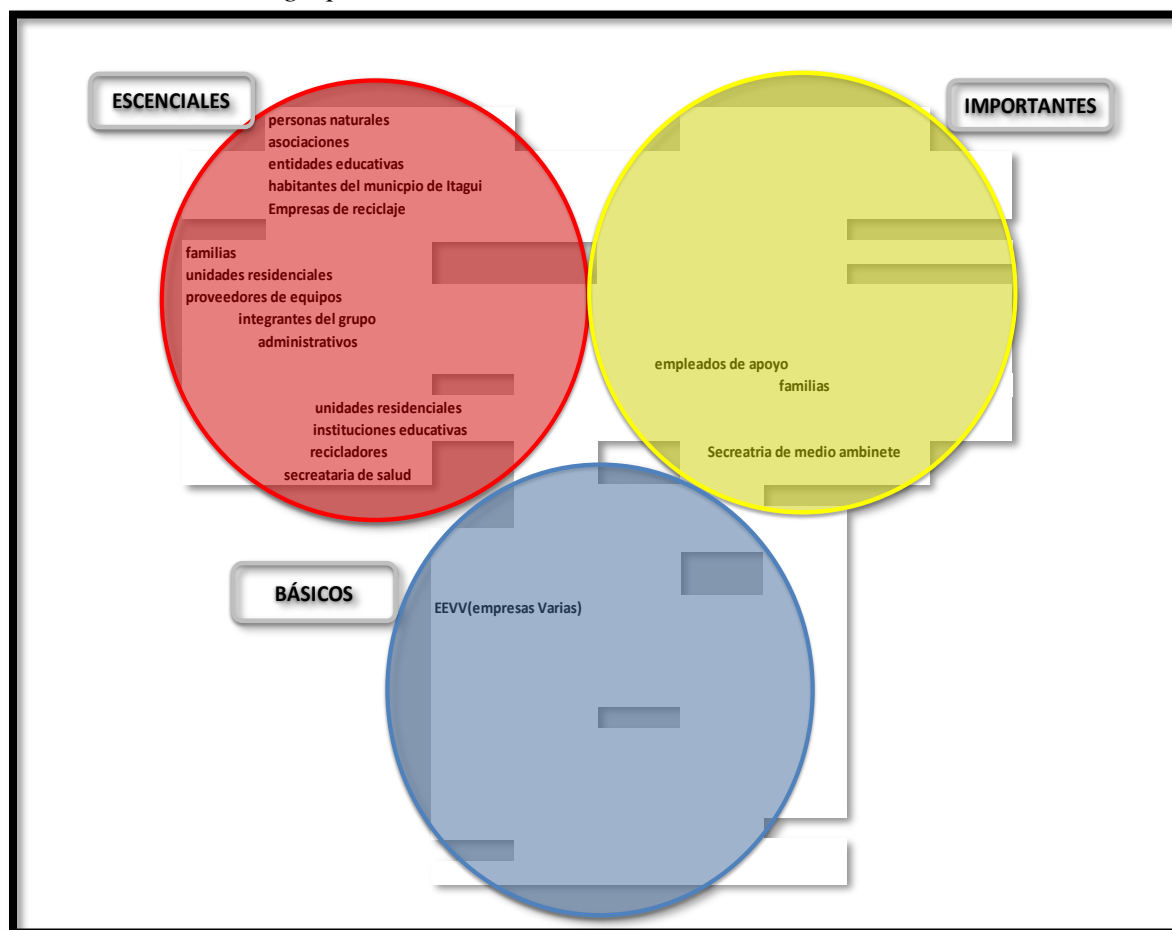 ESCENCIALES
IMPORTANTES
personas naturales
asociaciones
entidades educativas
habitantes del municpio de Itagui
Empresas de reciclaje
familias
unidades residenciales
proveedores de equipos
integrantes del grupo
administrativos
unidades residenciales
instituciones educativas
recicladores
secreataria de salud
empleados de apoyo
familias
Secreatria de medio ambinete
BÁSICOS
EEVV(empresas Varias)